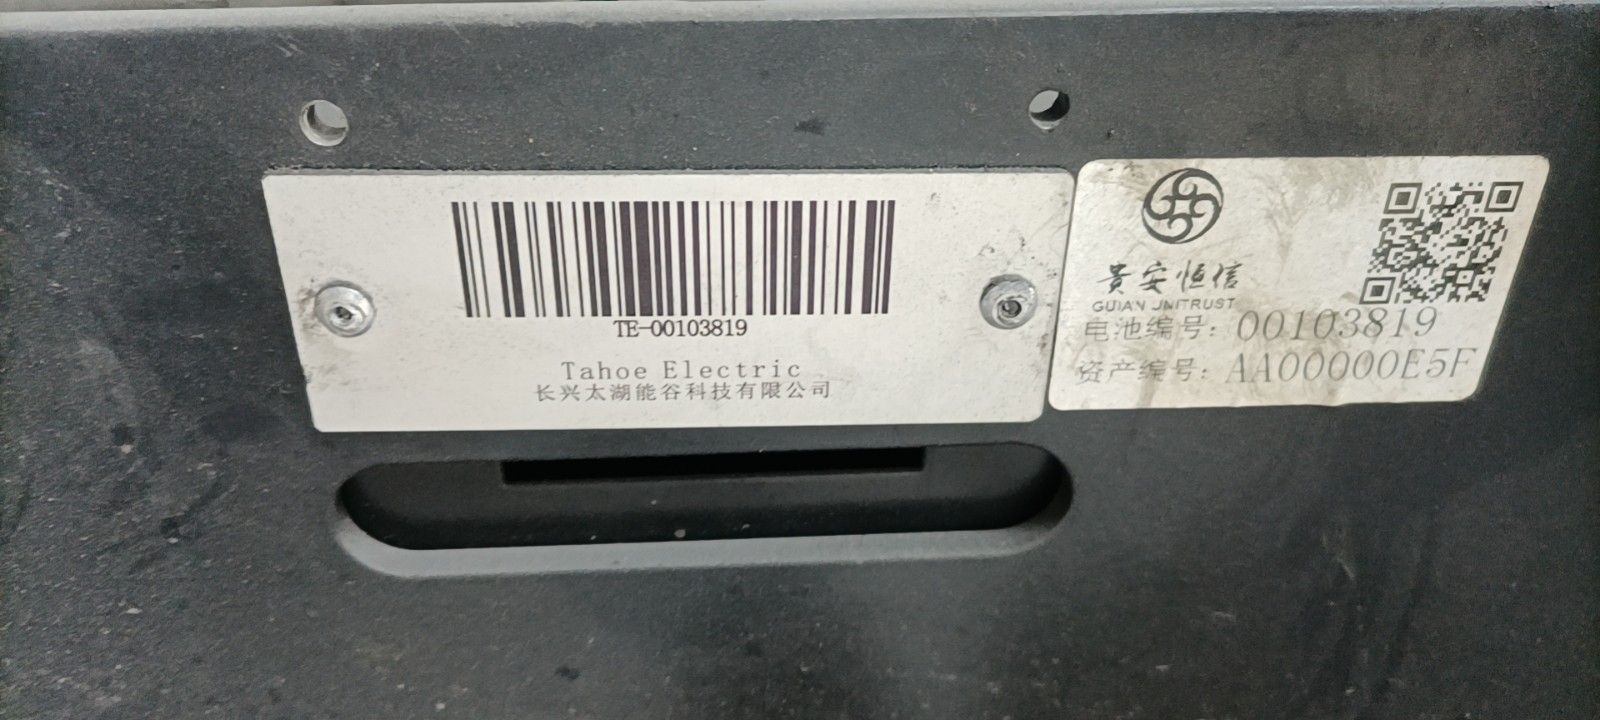 TE-00103819
Tahoe Electric
长兴太湖能谷科技有限公司
贵安恒信
GUIAN UNITRUST
电池编号：00103819
资产编号：AA00000E5F